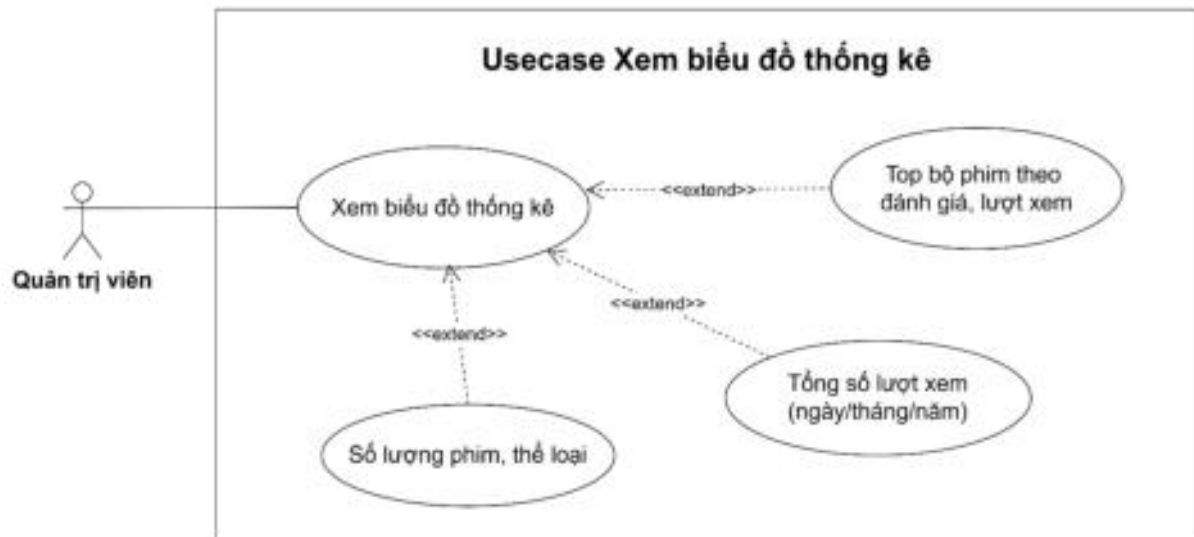 Usecase Xem biểu đồ thống kê
Top bộ phim theo
đánh giá, lượt xem
Xem biểu đồ thống kê
<<extend>>
Quản trị viên
<<extend>>
<<extend>>
Tổng số lượt xem
(ngày/tháng/năm)
Số lượng phim, thể loại